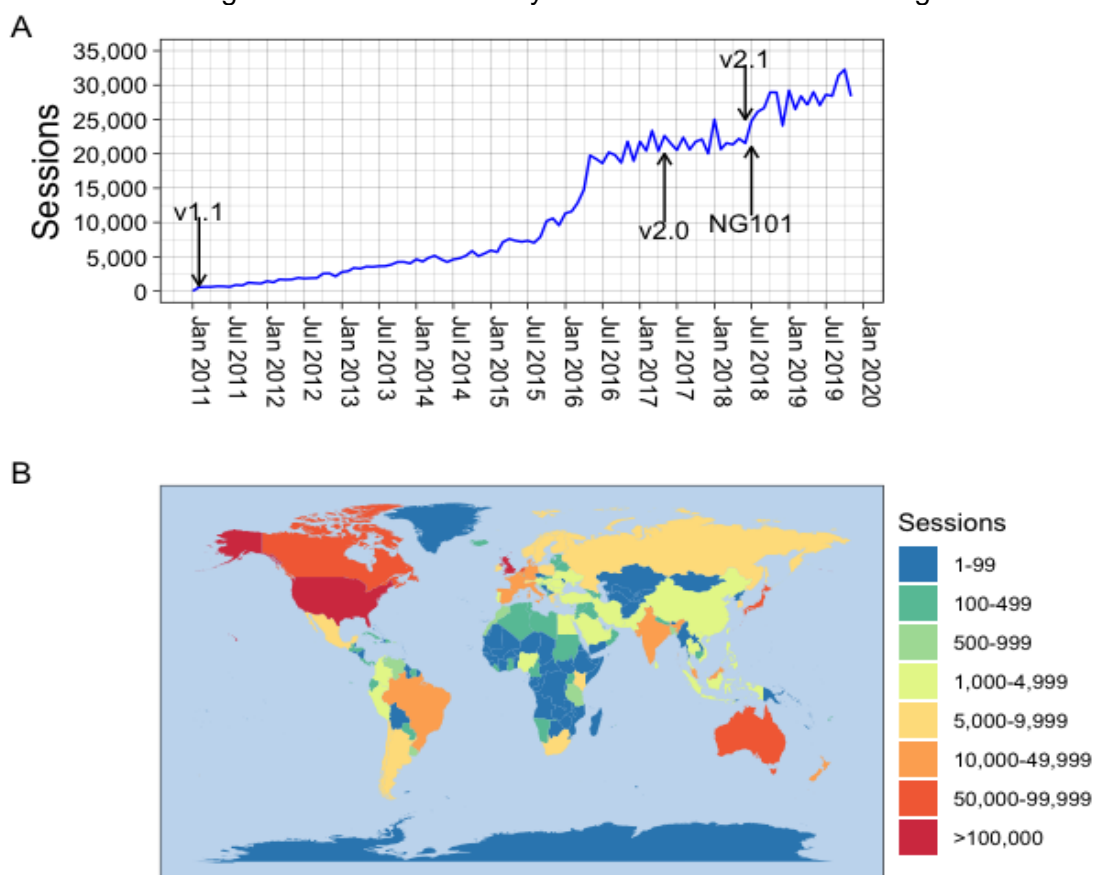 A
35,000
30,000
25,000
20,000
15,000
10,000
5,000
0
Sessions
v1.1
v2.0
v2.1
NG101
Jan 2011
Jul 2011
Jan 2012
Jul 2012
Jan 2013
Jul 2013
Jan 2014
Jul 2014
Jan 2015
Jul 2015
Jan 2016
Jul 2016
Jan 2017
Jul 2017
Jan 2018
Jul 2018
Jan 2019
Jul 2019
Jan 2020
B
Sessions
1-99
100-499
500-999
1,000-4,999
5,000-9,999
10,000-49,999
50,000-99,999
>100,000